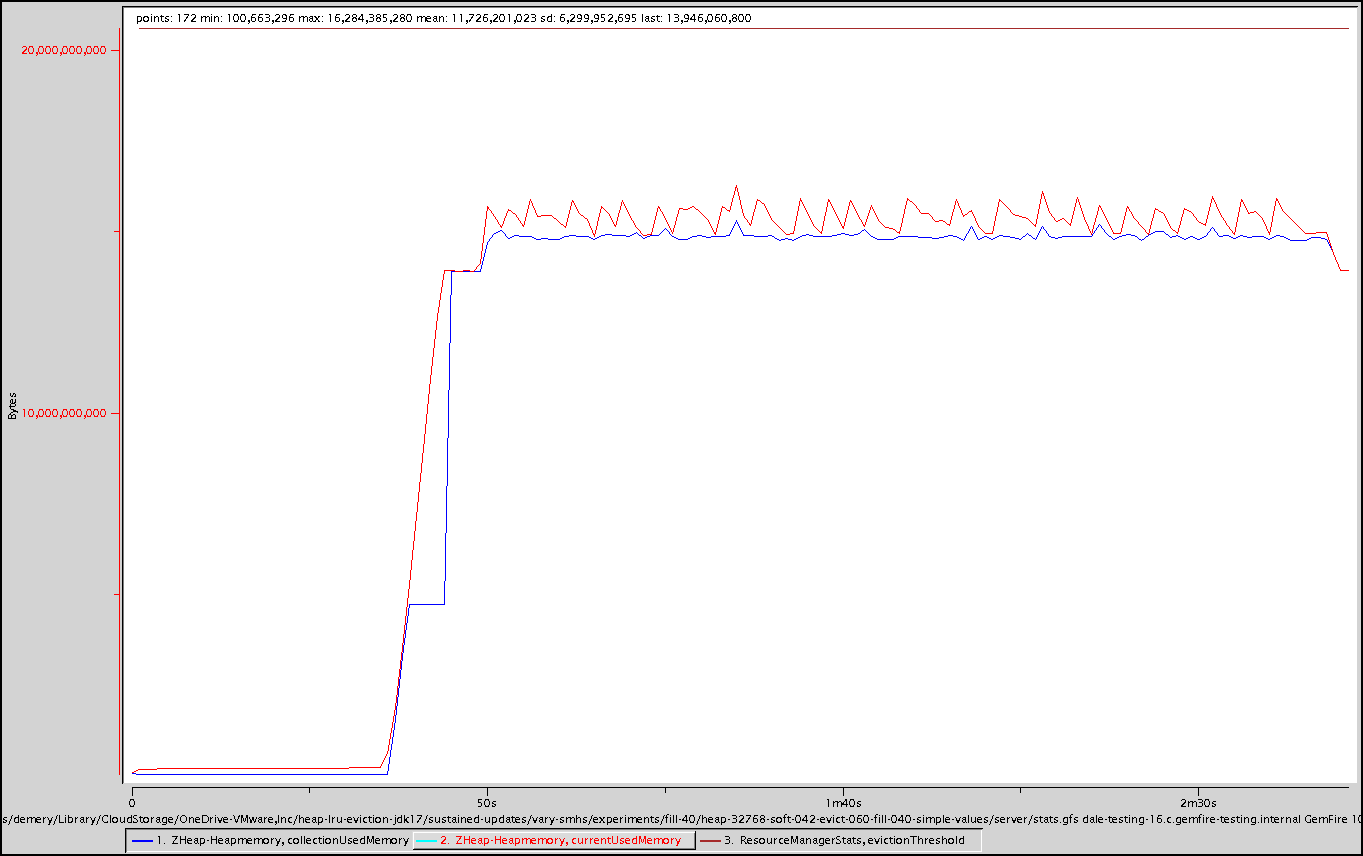 points: 172 min: 100,663,296 max: 16,284,385,280 mean: 11,726,201,023 sd: 6,299,952,695 last: 13,946,060,800
20,000,000,000
Bytes
10,000,000,000
0
50s
1m40s
2m30s
s/demery/Library/CloudStorage/OneDrive-VMware,Inc/heap-lru-eviction-jdk17/sustained-updates/vary-smhs/experiments/fill-40/heap-32768-soft-042-evict-060-fill-040-simple-values/server/stats.gfs dale-testing-16.c.gemfire-testing.internal GemFire 10
1. ZHeap-Heapmemory, collectionUsedMemory
2. ZHeap-Heapmemory, currentUsedMemory
3. ResourceManagerStats, evictionThreshold